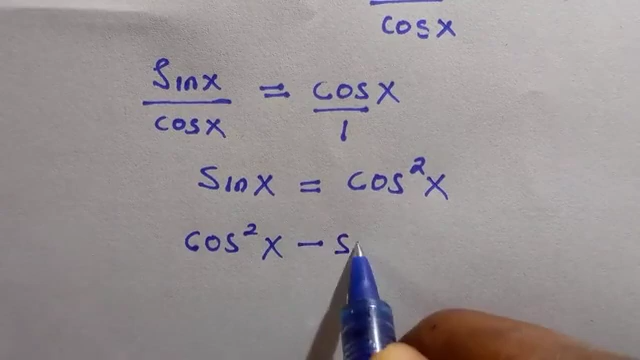 cosx
sinx/cosx = cosx/1
sinx = cos²x
cos²x - s